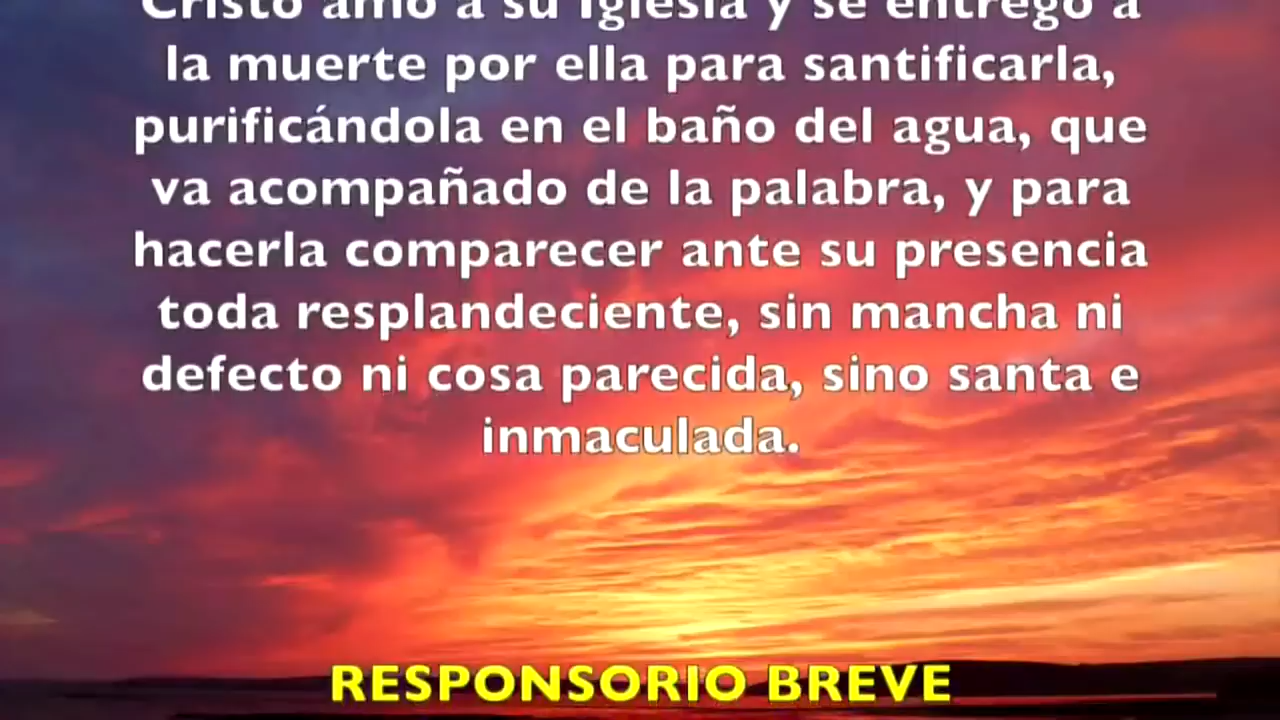 Cristo amó a su Iglesia y se entregó a
la muerte por ella para santificarla,
purificándola en el baño del agua, que
va acompañado de la palabra, y para
hacerla comparecer ante su presencia
toda resplandeciente, sin mancha ni
defecto ni cosa parecida, sino santa e
inmaculada.
RESPONSORIO BREVE